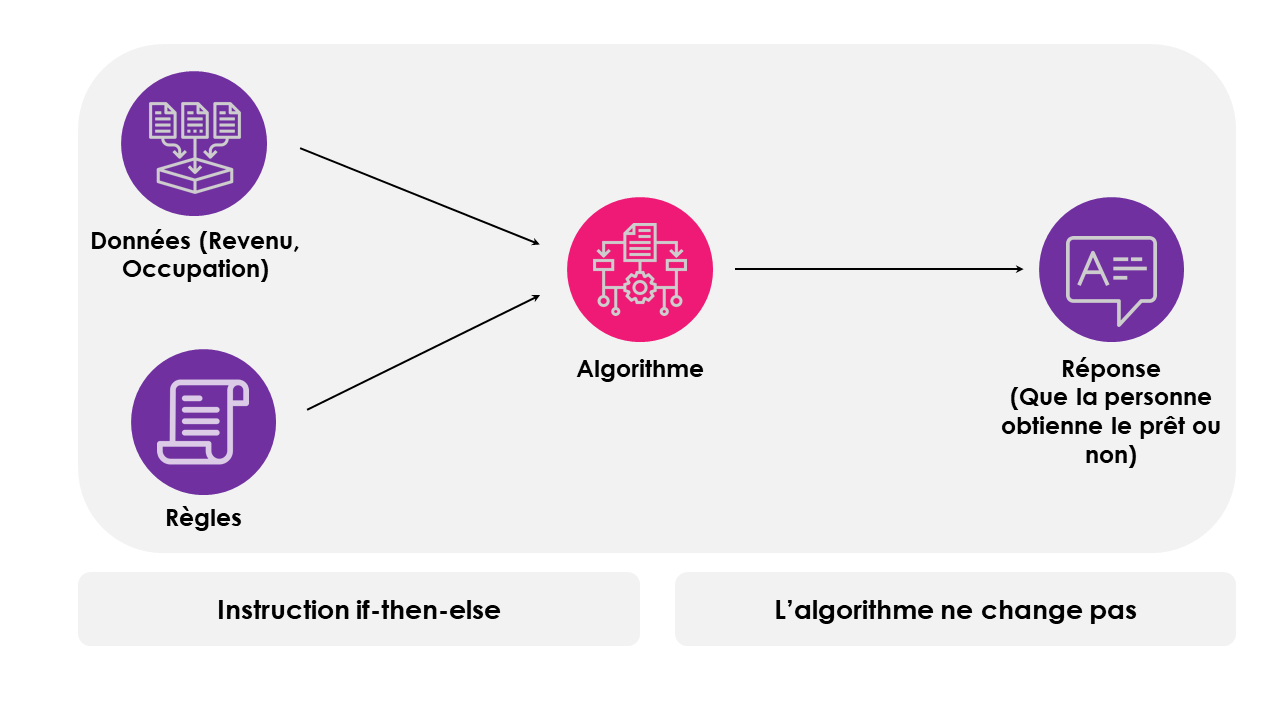 Données (Revenu,
Occupation)
Règles
Algorithme
A
Réponse
(Que la personne
obtienne le prêt ou
non)
Instruction if-then-else
L’algorithme ne change pas